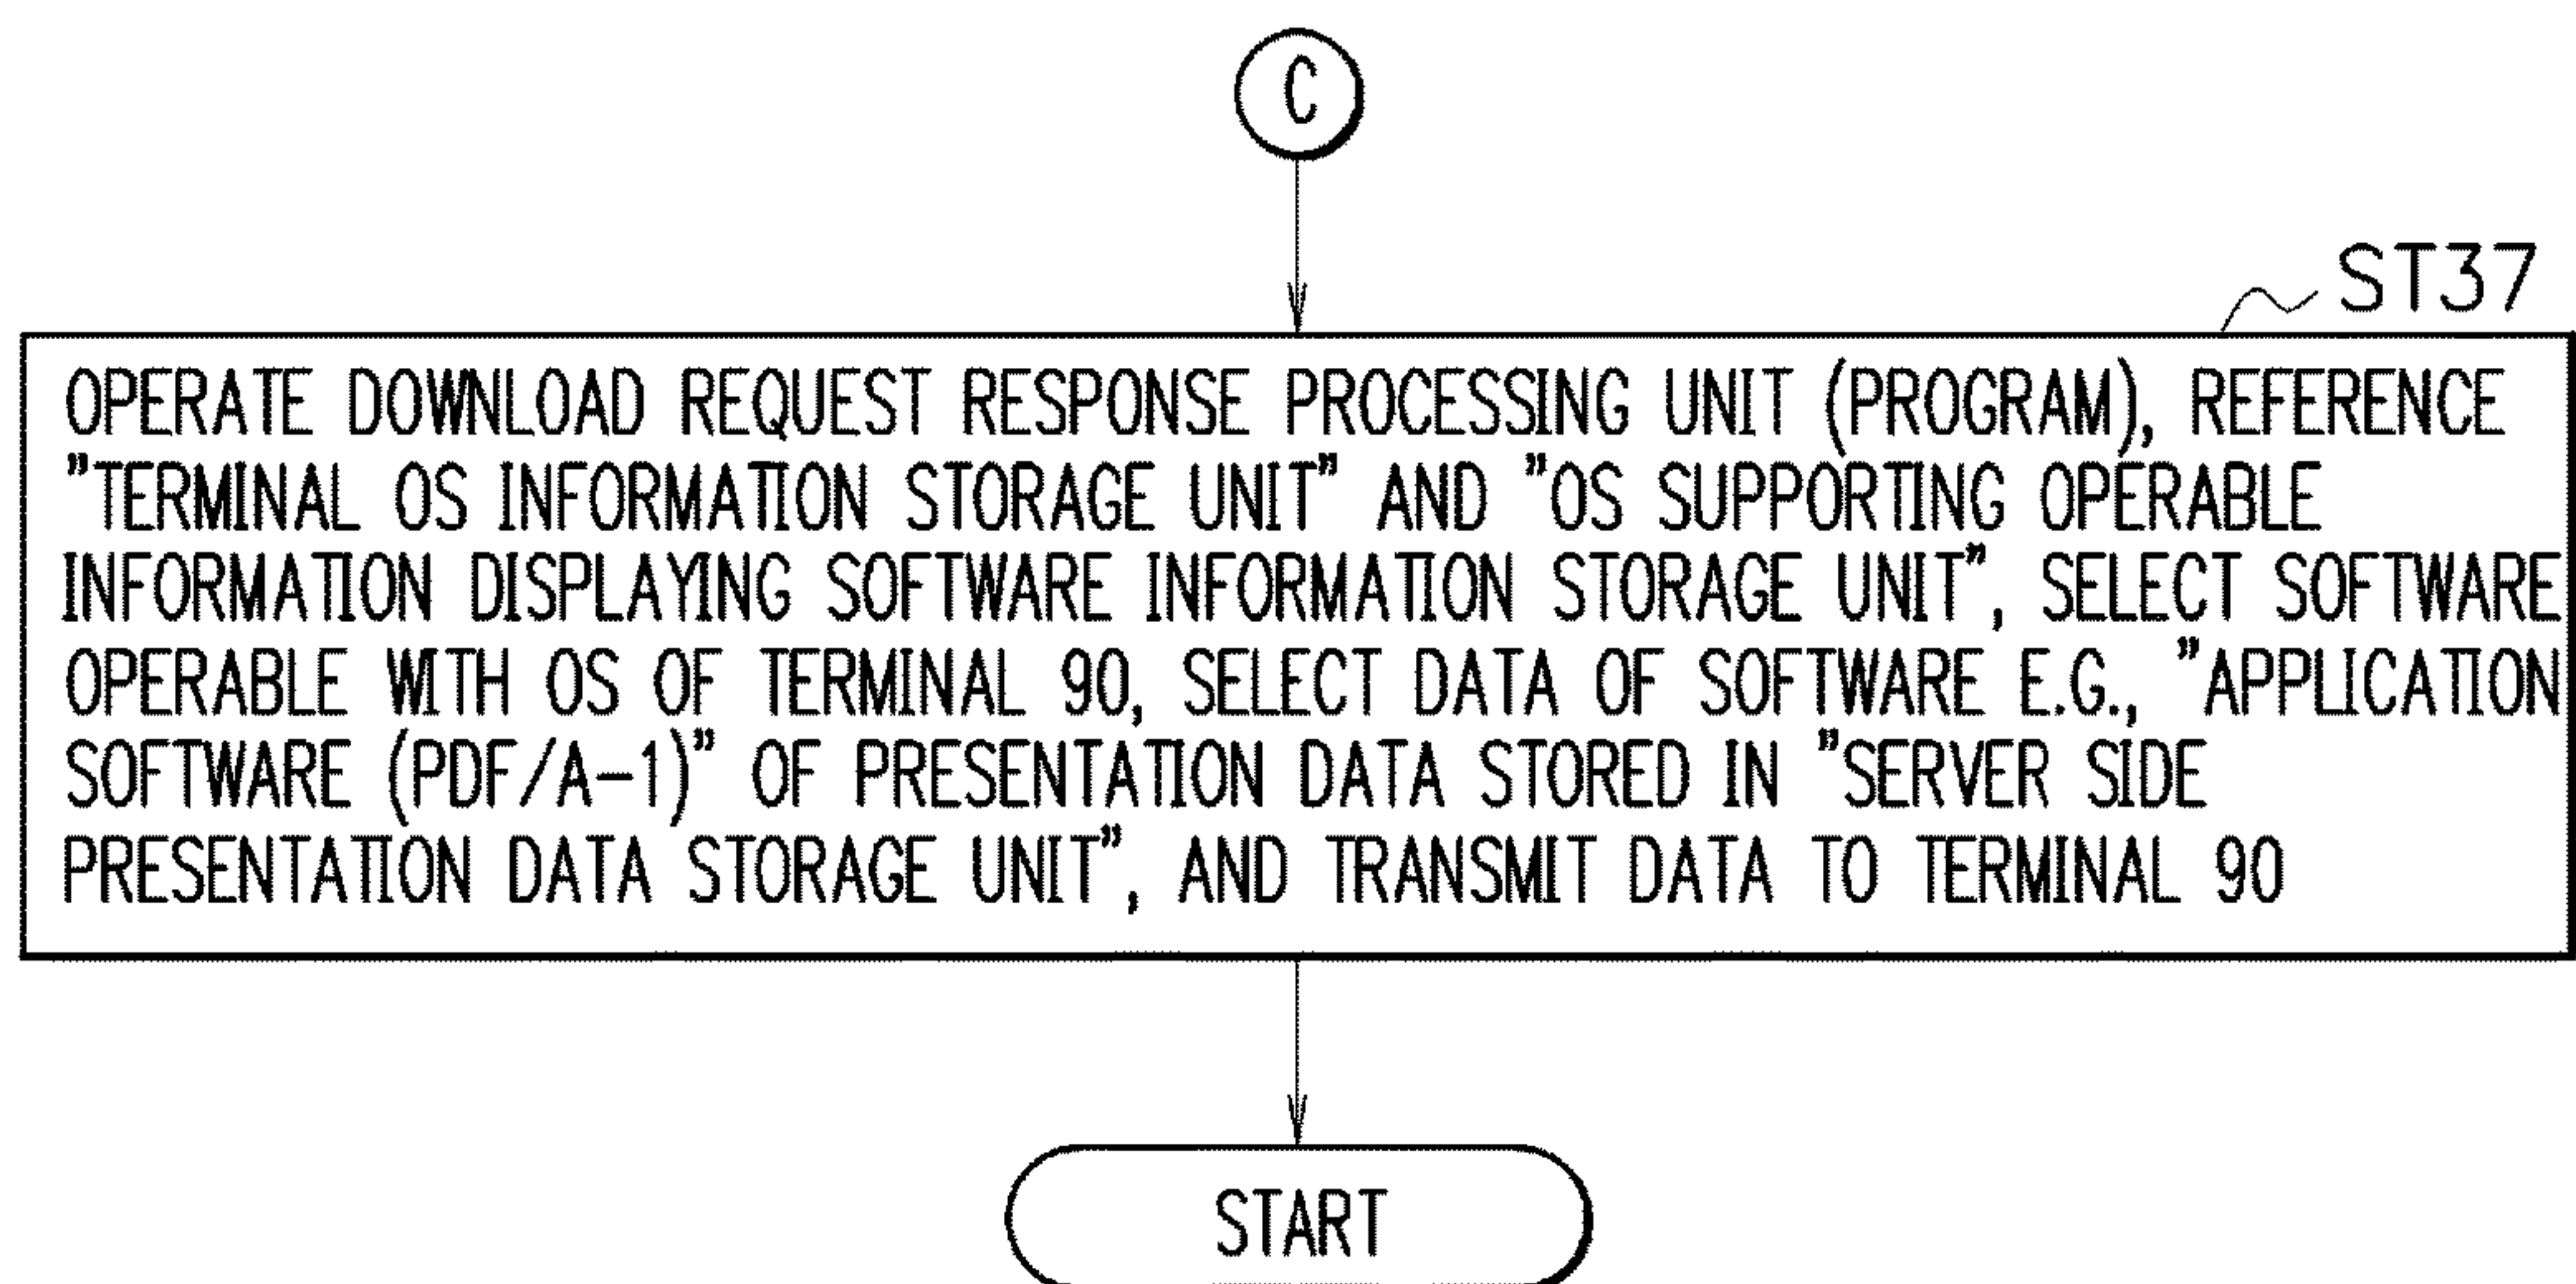 C
ST37
OPERATE DOWNLOAD REQUEST RESPONSE PROCESSING UNIT (PROGRAM), REFERENCE
"TERMINAL OS INFORMATION STORAGE UNIT" AND "OS SUPPORTING OPERABLE
INFORMATION DISPLAYING SOFTWARE INFORMATION STORAGE UNIT", SELECT SOFTWARE
OPERABLE WITH OS OF TERMINAL 90, SELECT DATA OF SOFTWARE E.G., "APPLICATION
SOFTWARE (PDF/A-1)" OF PRESENTATION DATA STORED IN "SERVER SIDE
PRESENTATION DATA STORAGE UNIT", AND TRANSMIT DATA TO TERMINAL 90
START